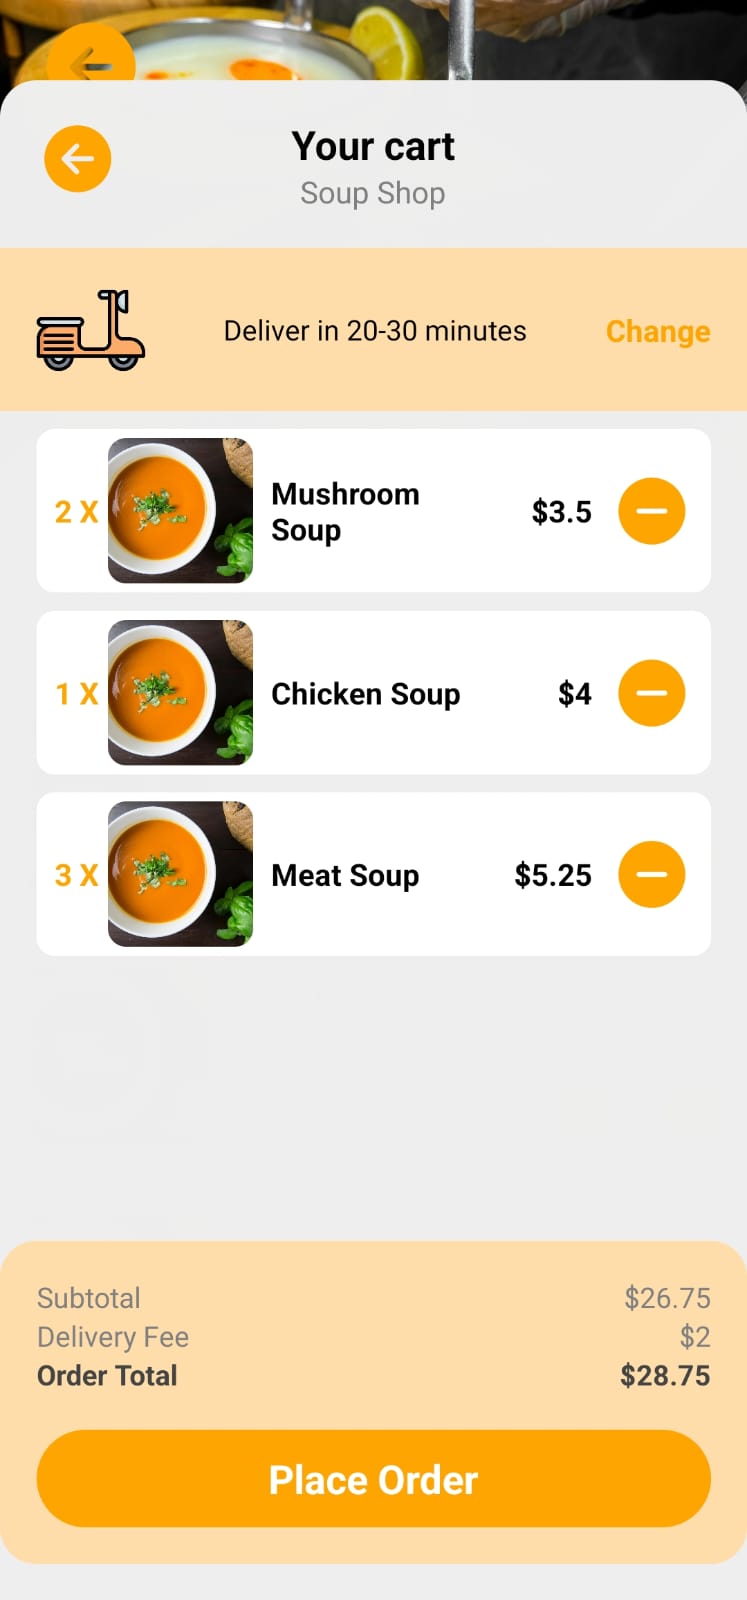 Your cart
Soup Shop
Deliver in 20-30 minutes Change
2 X Mushroom Soup $3.5
1 X Chicken Soup $4
3 X Meat Soup $5.25
Subtotal $26.75
Delivery Fee $2
Order Total $28.75
Place Order